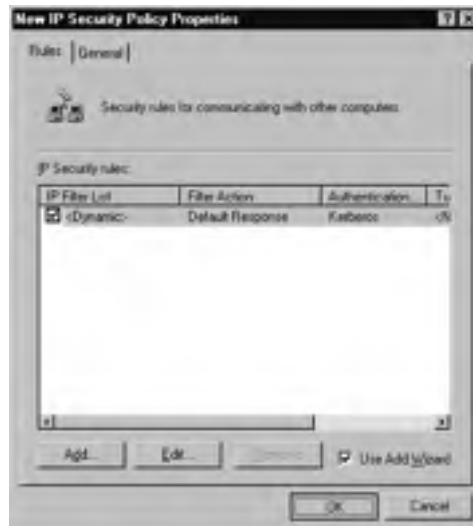 New IP Security Policy Properties
Rules General
Security rules for communicating with other computers
IP Security rules:
IP Filter List Filter Action Authentication... Tu
<Dynamic> Default Response Kerberos <N
Add... Edit... Use Add Wizard
OK Cancel